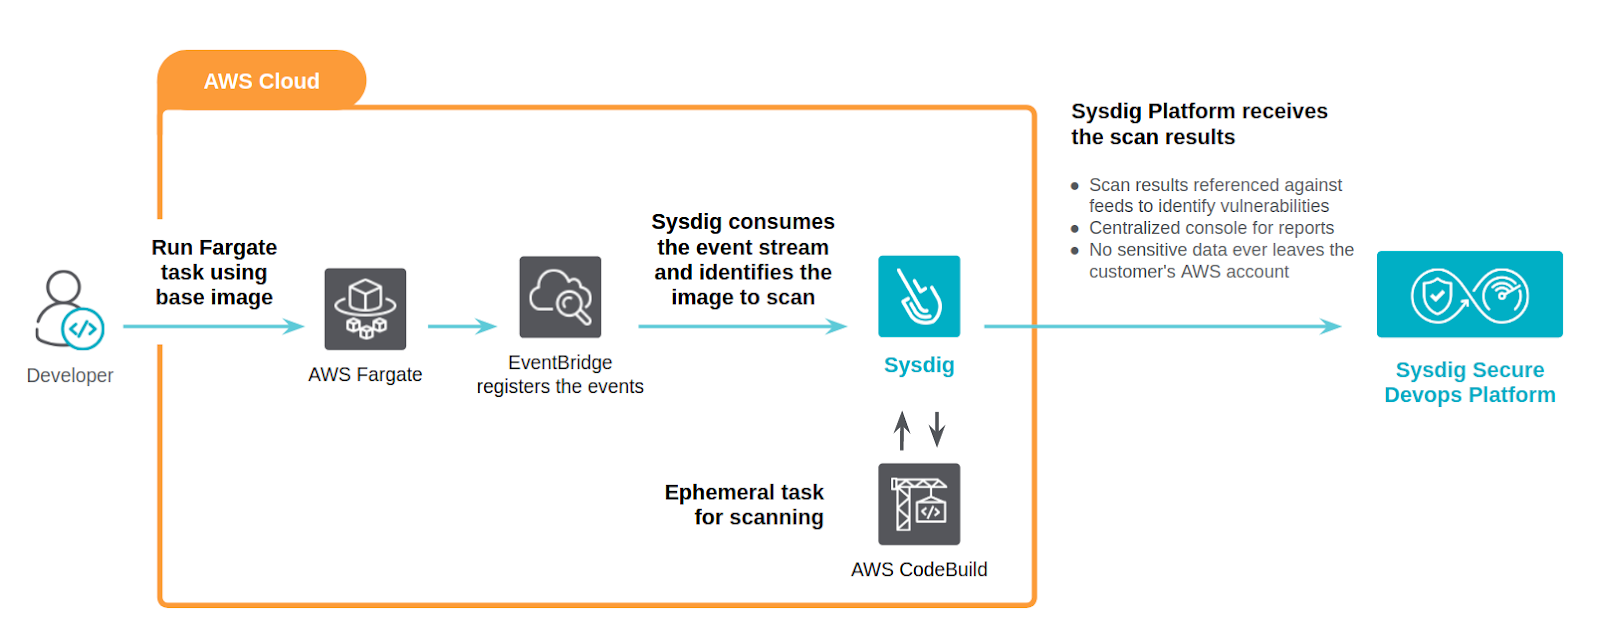 AWS Cloud
Run Fargate
task using
base image
Developer
AWS Fargate
EventBridge
registers the events
Sysdig consumes
the event stream
and identifies the
image to scan
Sysdig
Ephemeral task
for scanning
</>
AWS CodeBuild
Sysdig Platform receives
the scan results
● Scan results referenced against
feeds to identify vulnerabilities
● Centralized console for reports
● No sensitive data ever leaves the
customer's AWS account
Sysdig Secure
Devops Platform